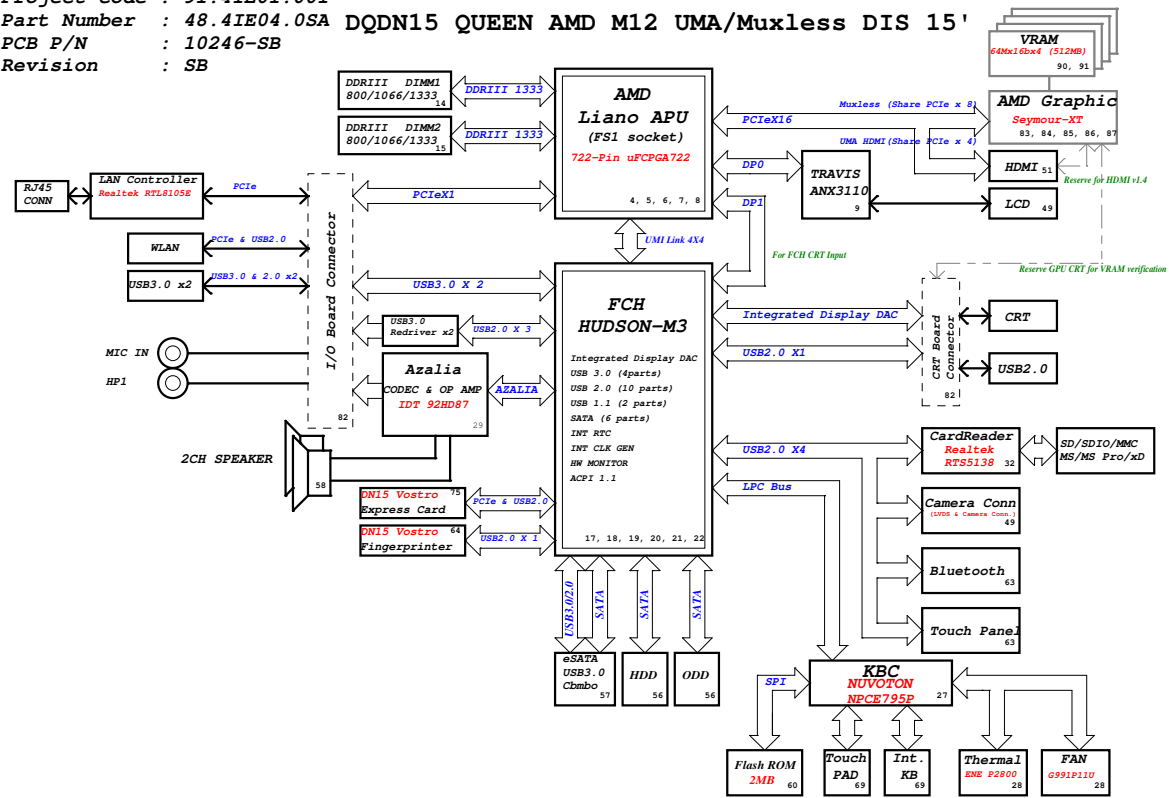 Project Code : 91.4IE01.001
Part Number : 48.4IE04.0SA
PCB P/N : 10246-SB
Revision : SB
DQDN15 QUEEN AMD M12 UMA/Muxless DIS 15'
VRAM
64Mx16bx4 (512MB)
90, 91
DDRIII DIMM1
800/1066/1333
14
DDRIII 1333
DDRIII DIMM2
800/1066/1333
15
DDRIII 1333
AMD
Liano APU
(FS1 socket)
722-Pin uFCPGA722
4, 5, 6, 7, 8
Muxless (Share PCIe x 8)
PCIeX16
UMA HDMI(Share PCIe x 4)
AMD Graphic
Seymour-XT
83, 84, 85, 86, 87
HDMI 51
Reserve for HDMI v1.4
DP0
TRAVIS
ANX3110
9
LCD
49
DP1
For FCH CRT Input
Reserve GPU CRT for VRAM verification
RJ45
CONN
LAN Controller
Realtek RTL8105E
PCIe
PCIeX1
WLAN
PCIe & USB2.0
USB3.0 x2
USB3.0 & 2.0 x2
I/O Board Connector
82
UMI Link 4X4
USB3.0 X 2
USB3.0
Redriver x2
USB2.0 X 3
MIC IN
HP1
Azalia
CODEC & OP AMP
IDT 92HD87
29
AZALIA
2CH SPEAKER
58
FCH
HUDSON-M3
Integrated Display DAC
USB 3.0 (4parts)
USB 2.0 (10 parts)
USB 1.1 (2 parts)
SATA (6 parts)
INT RTC
INT CLK GEN
HW MONITOR
ACPI 1.1
17, 18, 19, 20, 21, 22
Integrated Display DAC
USB2.0 X1
CRT Board
Connector
82
CRT
USB2.0
USB2.0 X4
LPC Bus
CardReader
Realtek
RTS5138
32
SD/SDIO/MMC
MS/MS Pro/xD
Camera Conn
(LVDS & Camera Conn.)
49
Bluetooth
63
Touch Panel
63
DN15 Vostro 75
Express Card
PCIe & USB2.0
DN15 Vostro 64
Fingerprinter
USB2.0 X 1
USB3.0/2.0
SATA
SATA
SATA
eSATA
USB3.0
Cbmbo
57
HDD
56
ODD
56
SPI
KBC
NUVOTON
NPCE795P
27
Flash ROM
2MB
60
Touch
PAD
69
Int.
KB
69
Thermal
ENE P2800
28
FAN
G991P11U
28